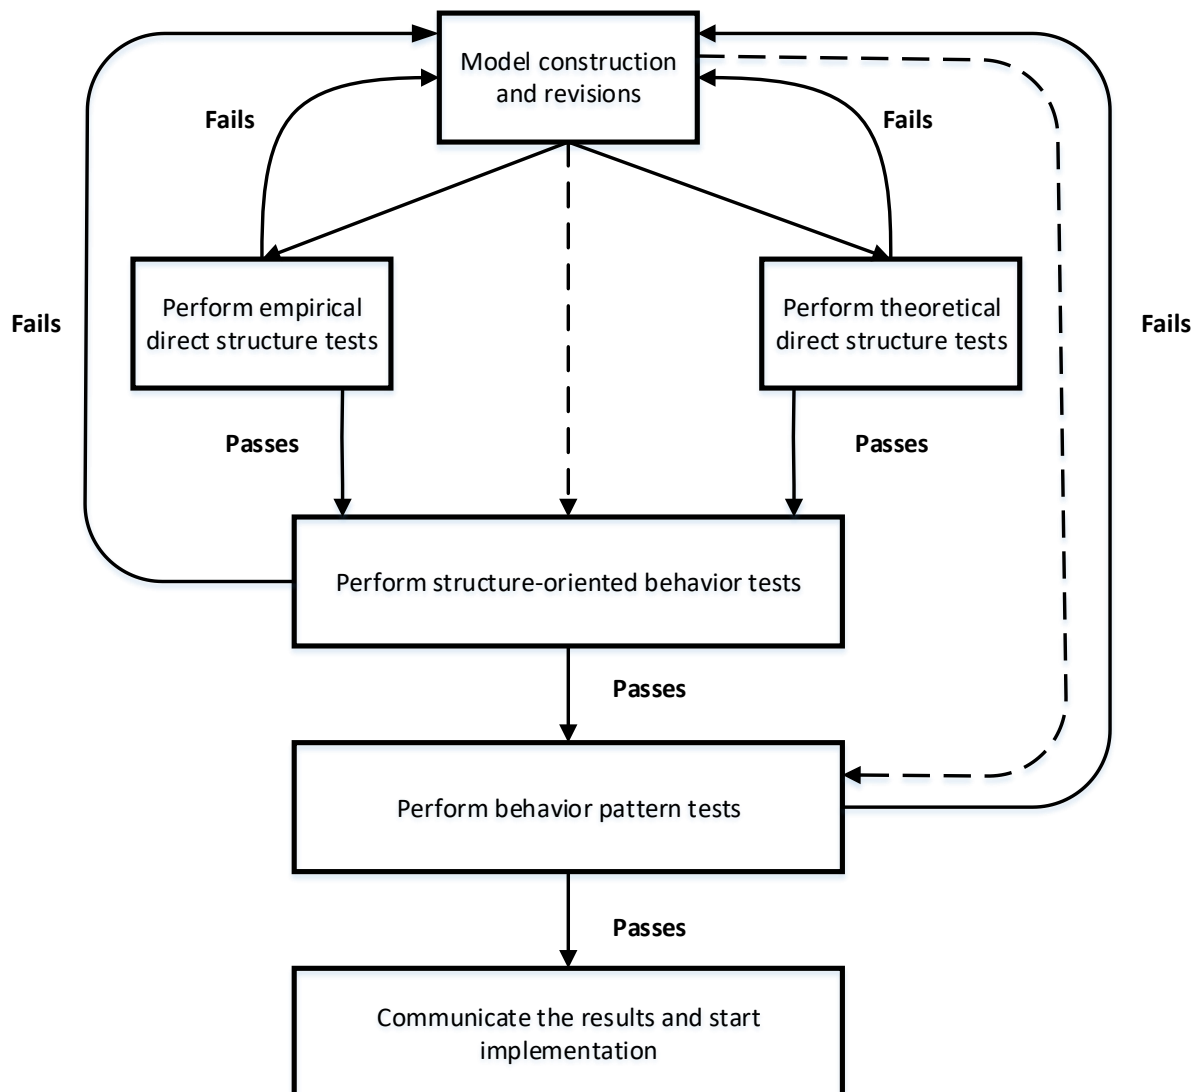 Model construction
and revisions
Fails
Fails
Perform empirical
direct structure tests
Perform theoretical
direct structure tests
Fails
Fails
Passes
Passes
Perform structure-oriented behavior tests
Passes
Perform behavior pattern tests
Passes
Communicate the results and start
implementation